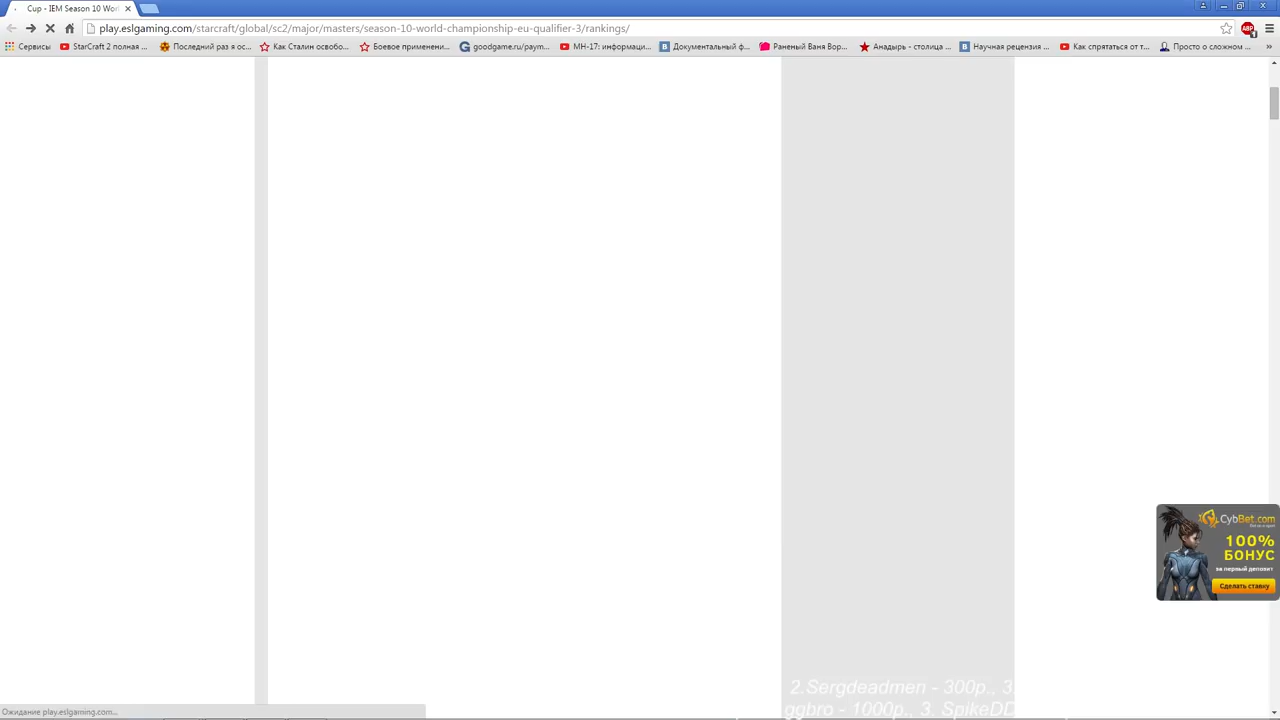 Cup - IEM Season 10 Worl
play.eslgaming.com/starcraft/global/sc2/major/masters/season-10-world-championship-eu-qualifier-3/rankings/
Сервисы StarCraft 2 полная ... Последний раз я ос... Как Сталин освобо... Боевое применени... goodgame.ru/paym... МН-17: информаци... Документальный ф... Раненый Ваня Вор... Анадырь - столица ... Научная рецензия ... Как спрятаться от т... Просто о сложном ... »
CybBet.com
100%
БОНУС
за первый депозит
Сделать ставку
2.Sergdeadmen - 300р., 3
ggbro - 1000р., 3. SpikeDD
Ожидание play.eslgaming.com...